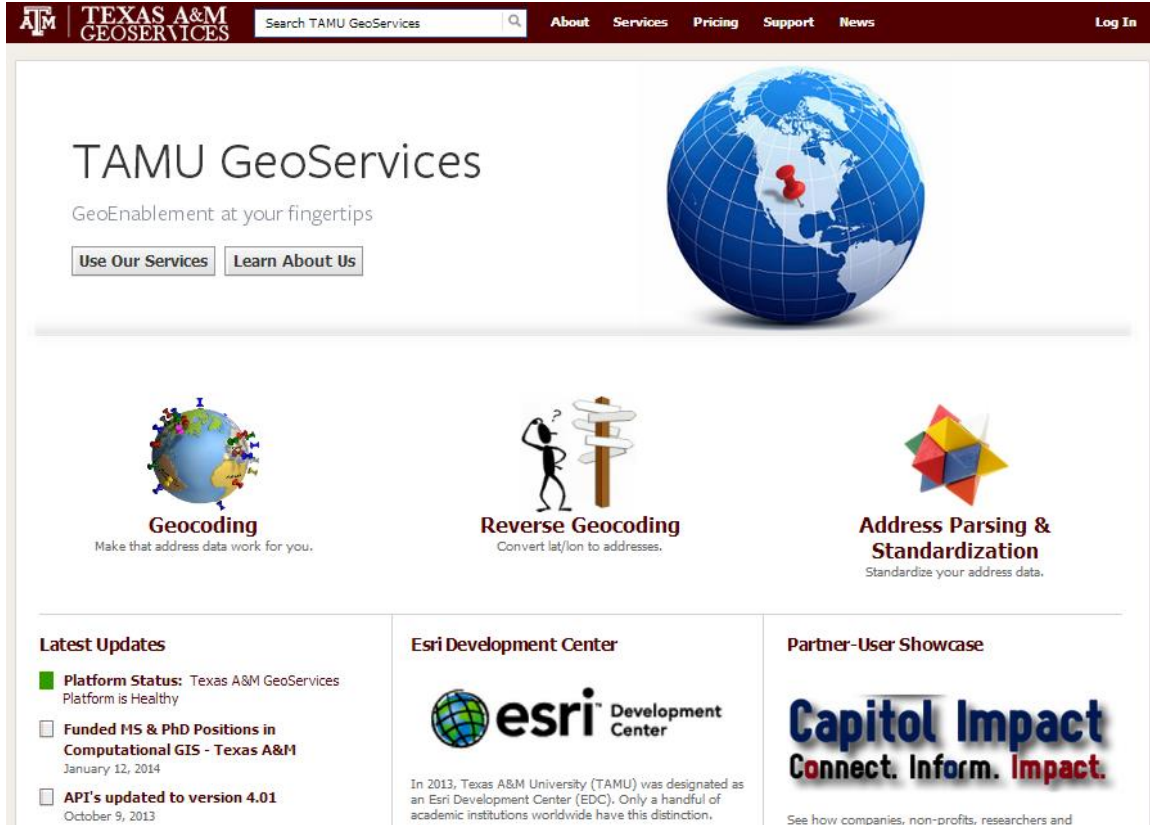 ĀM TEXAS A&M
GEOSERVICES
Search TAMU GeoServices
About Services Pricing Support News
Log In
TAMU GeoServices
GeoEnablement at your fingertips
Use Our Services Learn About Us
?
Geocoding
Make that address data work for you.
Reverse Geocoding
Convert lat/lon to addresses.
Address Parsing &
Standardization
Standardize your address data.
Latest Updates
Platform Status: Texas A&M GeoServices
Platform is Healthy
Funded MS & PhD Positions in
Computational GIS - Texas A&M
January 12, 2014
API's updated to version 4.01
October 9, 2013
Esri Development Center
esri™ Development
Center
In 2013, Texas A&M University (TAMU) was designated as
an Esri Development Center (EDC). Only a handful of
academic institutions worldwide have this distinction.
Partner-User Showcase
Capitol Impact
Connect. Inform. Impact.
See how companies, non-profits, researchers and